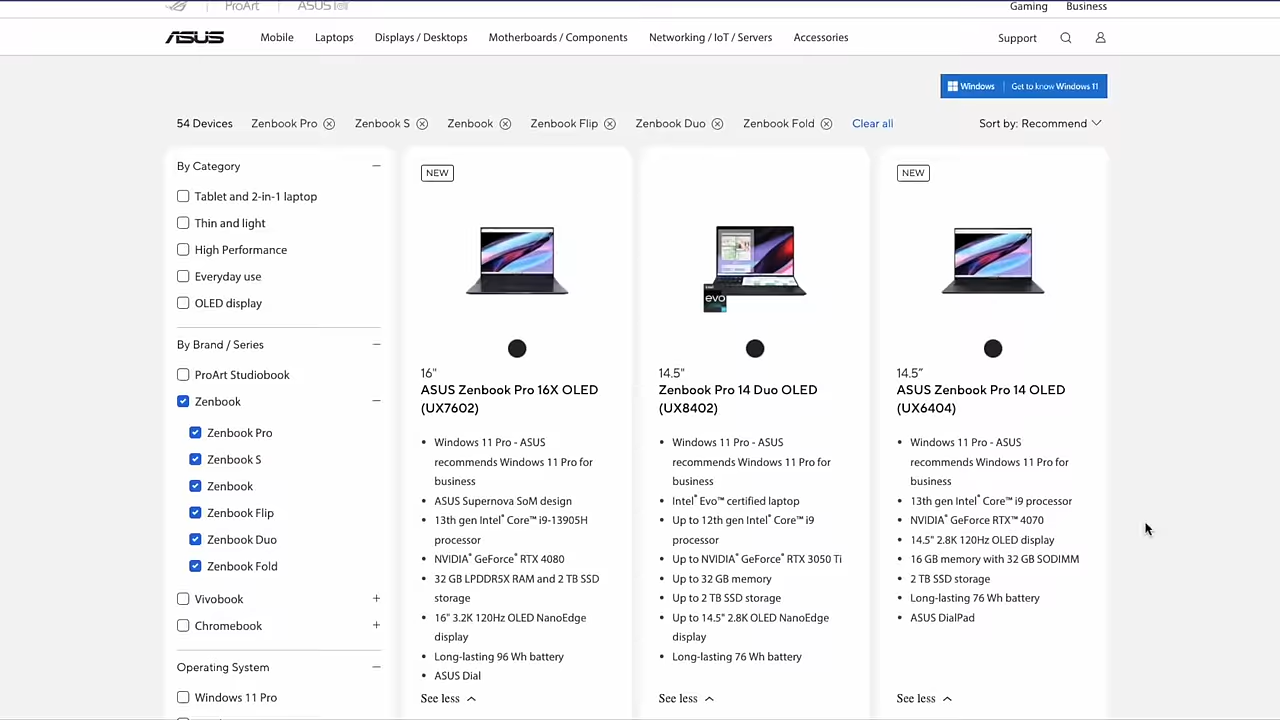 ProArt
Gaming Business
ASUS Mobile Laptops Displays / Desktops Motherboards / Components Networking / IoT / Servers Accessories Support
Windows Get to know Windows 11
54 Devices Zenbook Pro Zenbook S Zenbook Zenbook Flip Zenbook Duo Zenbook Fold Clear all Sort by: Recommend
By Category
Tablet and 2-in-1 laptop
Thin and light
High Performance
Everyday use
OLED display
By Brand / Series
ProArt Studiobook
Zenbook
Zenbook Pro
Zenbook S
Zenbook
Zenbook Flip
Zenbook Duo
Zenbook Fold
Vivobook
Chromebook
Operating System
Windows 11 Pro
NEW
16"
ASUS Zenbook Pro 16X OLED
(UX7602)
• Windows 11 Pro - ASUS
recommends Windows 11 Pro for
business
• ASUS Supernova SoM design
• 13th gen Intel® Core™ i9-13905H
processor
• NVIDIA® GeForce® RTX 4080
• 32 GB LPDDR5X RAM and 2 TB SSD
storage
• 16" 3.2K 120Hz OLED NanoEdge
display
• Long-lasting 96 Wh battery
• ASUS Dial
See less
evo
14.5"
Zenbook Pro 14 Duo OLED
(UX8402)
• Windows 11 Pro - ASUS
recommends Windows 11 Pro for
business
• Intel® Evo™ certified laptop
• Up to 12th gen Intel® Core™ i9
processor
• Up to NVIDIA® GeForce® RTX 3050 Ti
• Up to 32 GB memory
• Up to 2 TB SSD storage
• Up to 14.5" 2.8K OLED NanoEdge
display
• Long-lasting 76 Wh battery
See less
NEW
14.5”
ASUS Zenbook Pro 14 OLED
(UX6404)
• Windows 11 Pro - ASUS
recommends Windows 11 Pro for
business
• 13th gen Intel® Core™ i9 processor
• NVIDIA® GeForce RTX™ 4070
• 14.5" 2.8K 120Hz OLED display
• 16 GB memory with 32 GB SODIMM
• 2 TB SSD storage
• Long-lasting 76 Wh battery
• ASUS DialPad
See less